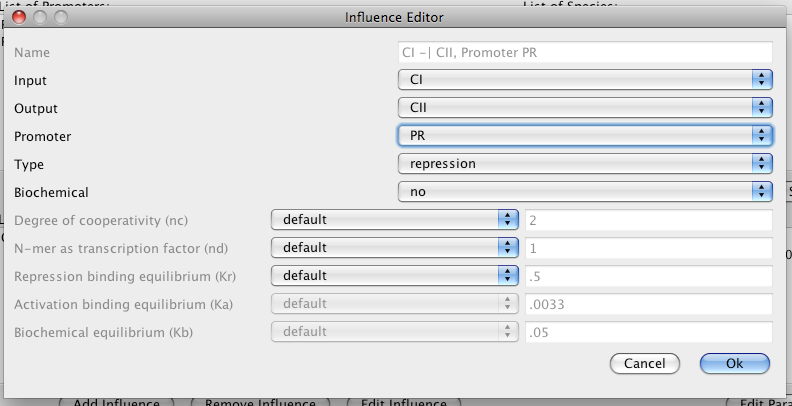 List of Promoters:
List of Species:
Influence Editor
Name CI -| CII, Promoter PR
Input CI
Output CII
Promoter PR
Type repression
Biochemical no
Degree of cooperativity (nc) default 2
N-mer as transcription factor (nd) default 1
Repression binding equilibrium (Kr) default .5
Activation binding equilibrium (Ka) default .0033
Biochemical equilibrium (Kb) default .05
Cancel Ok
Add Influence Remove Influence Edit Influence